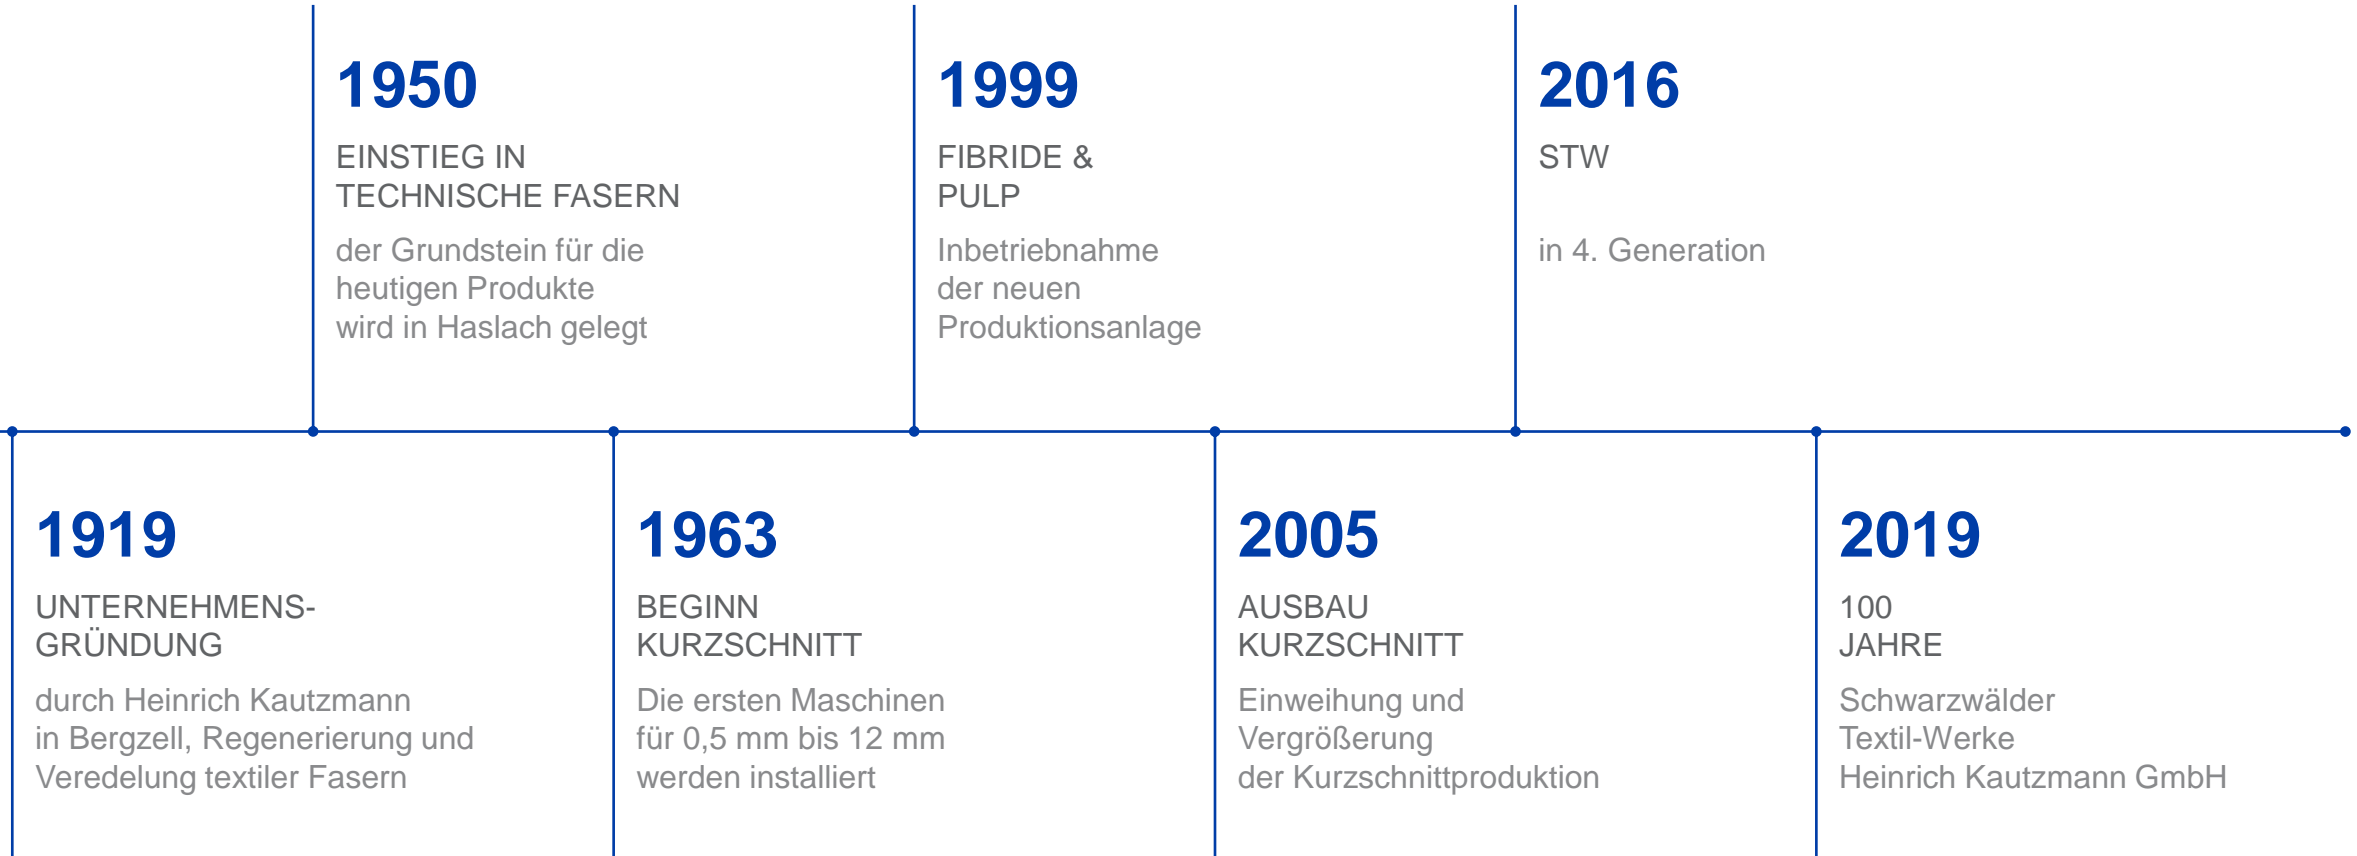 1950
EINSTIEG IN
TECHNISCHE FASERN
der Grundstein für die
heutigen Produkte
wird in Haslach gelegt
1999
FIBRIDE &
PULP
Inbetriebnahme
der neuen
Produktionsanlage
2016
STW
in 4. Generation
1919
UNTERNEHMENS-
GRÜNDUNG
durch Heinrich Kautzmann
in Bergzell, Regenerierung und
Veredelung textiler Fasern
1963
BEGINN
KURZSCHNITT
Die ersten Maschinen
für 0,5 mm bis 12 mm
werden installiert
2005
AUSBAU
KURZSCHNITT
Einweihung und
Vergrößerung
der Kurzschnittproduktion
2019
100
JAHRE
Schwarzwälder
Textil-Werke
Heinrich Kautzmann GmbH